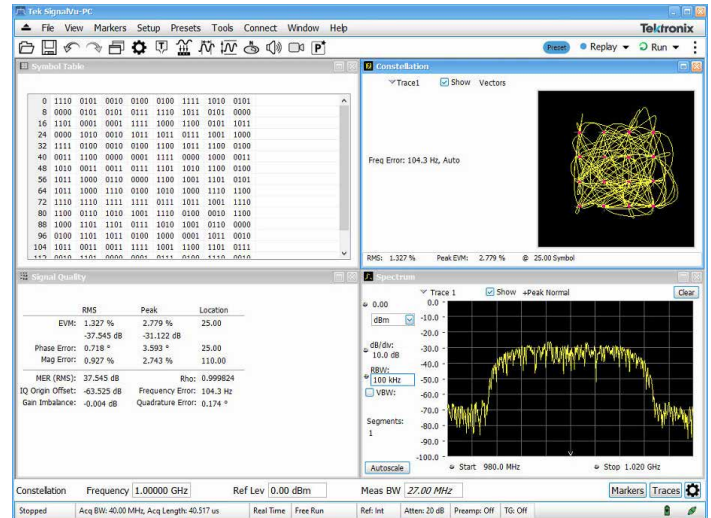 Tek SignalVu-PC
File View Markers Setup Presets Tools Connect Window Help
Tektronix
Preset Replay Run
Symbol Table
0 1110 0101 0010 0100 0100 1111 1010 0101
8 0000 0101 0101 0111 1110 1011 0101 0000
16 1101 0001 0001 1111 1000 1100 0101 1011
24 0000 1010 0010 1011 1011 0111 1001 1000
32 1111 0100 0010 0100 1100 1011 1100 0100
40 0011 1100 0000 0001 1111 0000 1000 0011
48 1010 0011 0011 0111 1101 1010 1100 0100
56 1011 0110 0110 0000 1100 1001 1101 0101
64 1011 1000 1110 0100 1010 1000 1110 1100
72 1110 1110 1111 1111 1011 1001 1110 0101
80 1100 0110 1010 1001 1110 0100 0010 1100
88 1000 1101 1101 0111 1010 1001 0110 0000
96 0100 1101 1011 0100 1000 0001 1001 1011
104 1011 0011 0011 1111 1001 1100 1101 0111
112 0010 1101 0000 0001 0111 0100 1110 0010
Constellation
Trace1 Show Vectors
Freq Error: 104.3 Hz, Auto
RMS: 1.327 % Peak EVM: 2.779 % @ 25.00 Symbol
Signal Quality
RMS Peak Location
EVM: 1.327 % 2.779 % 25.00
-37.545 dB -31.122 dB
Phase Error: 0.718 ° 3.593 ° 25.00
Mag Error: 0.927 % 2.743 % 110.00
MER (RMS): 37.545 dB Rho: 0.999824
IQ Origin Offset: -63.525 dB Frequency Error: 104.3 Hz
Gain Imbalance: -0.004 dB Quadrature Error: 0.174 °
Spectrum
Trace 1 Show +Peak Normal Clear
0.00
dBm
dB/div:
10.0 dB
RBW:
100 kHz
VBW:
Segments:
1
Autoscale
0.0
-10.0
-20.0
-30.0
-40.0
-50.0
-60.0
-70.0
-80.0
-90.0
-100.0
Start 980.0 MHz Stop 1.020 GHz
Constellation Frequency 1.00000 GHz Ref Lev 0.00 dBm Meas BW 27.00 MHz Markers Traces
Stopped Acq BW: 40.00 MHz, Acq Length: 40.517 us Real Time Free Run Ref: Int Atten: 20 dB Preamp: Off TG: Off